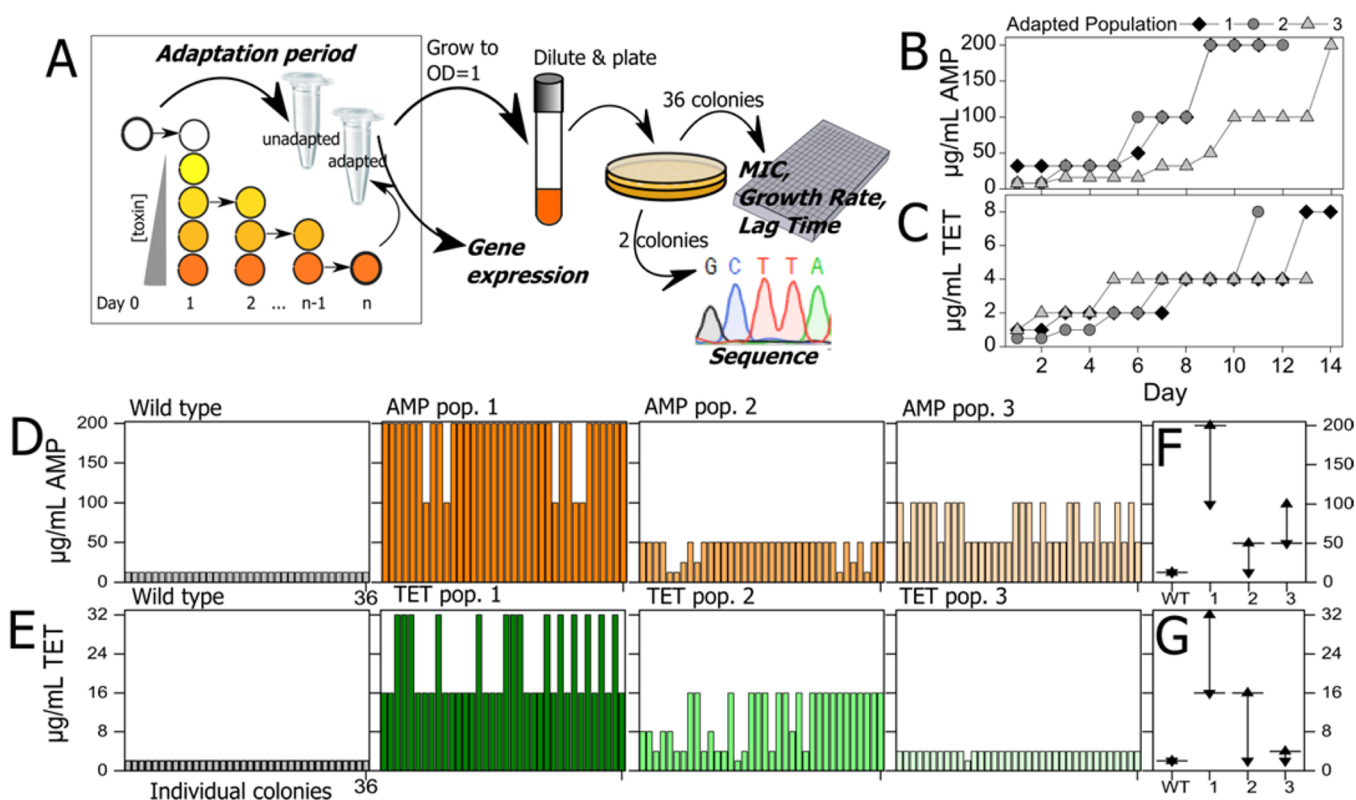 A
Adaptation period
unadapted
adapted
[toxin]
Day 0
1
2
...
n-1
n
Grow to
OD=1
Dilute & plate
36 colonies
MIC,
Growth Rate,
Lag Time
2 colonies
Gene
expression
G C T T A
Sequence
Adapted Population 1 2 3
B
µg/mL AMP
200
150
100
50
0
C
µg/mL TET
8
6
4
2
0
2 4 6 8 10 12 14
Day
D
µg/mL AMP
200
150
100
50
0
Wild type
36
AMP pop. 1
AMP pop. 2
AMP pop. 3
F
200
150
100
50
0
WT 1 2 3
E
µg/mL TET
32
24
16
8
0
Wild type
TET pop. 1
TET pop. 2
TET pop. 3
Individual colonies 36
G
32
24
16
8
0
WT 1 2 3